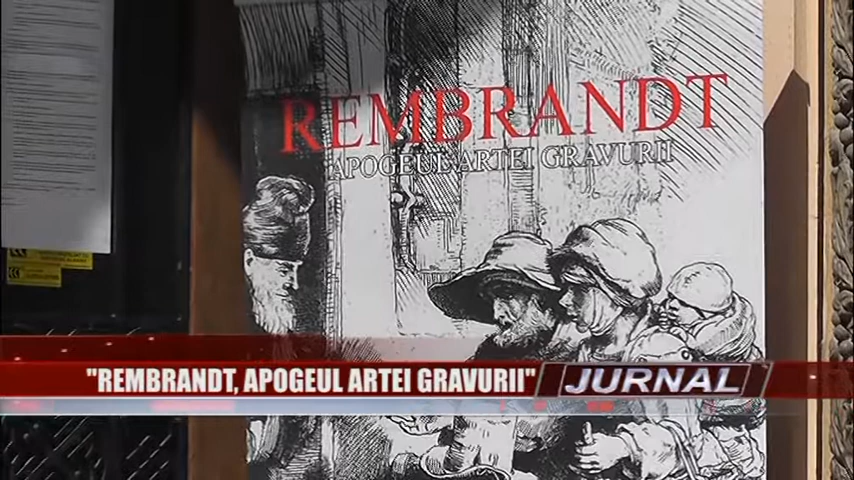 REMBRANDT
APOGEUL ARTEI GRAVURII
"REMBRANDT, APOGEUL ARTEI GRAVURII"
JURNAL